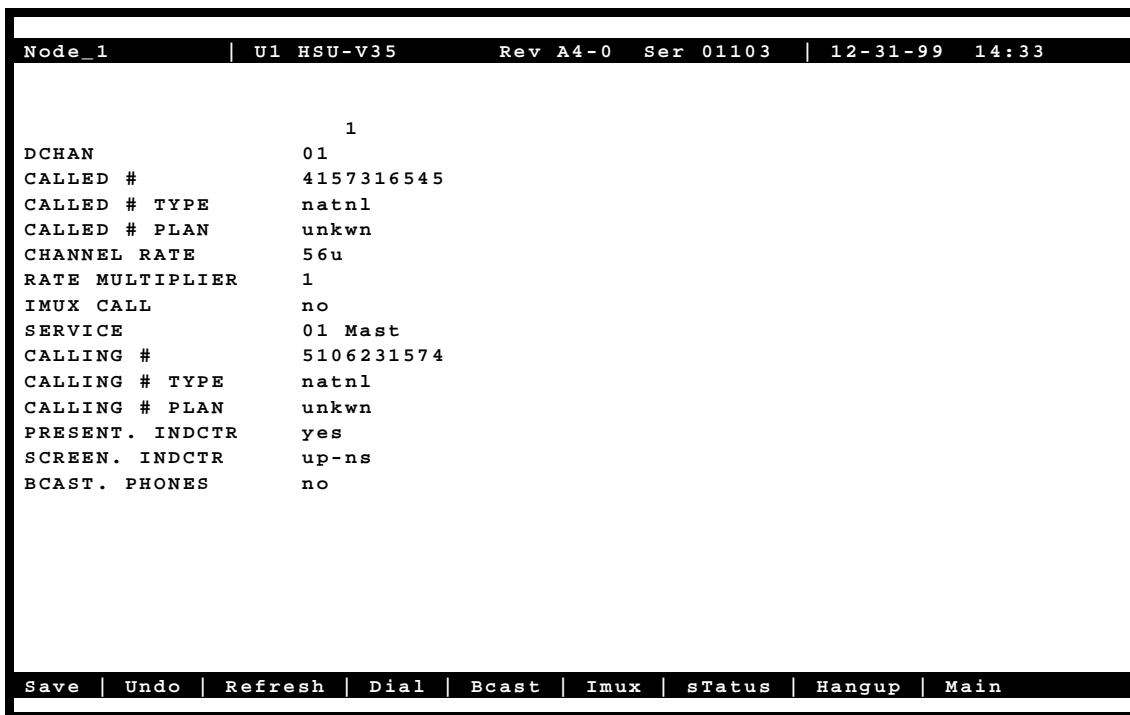 Node_1 | U1 HSU-V35 Rev A4-0 Ser 01103 | 12-31-99 14:33
1
DCHAN 01
CALLED # 4157316545
CALLED # TYPE natnl
CALLED # PLAN unkwn
CHANNEL RATE 56u
RATE MULTIPLIER 1
IMUX CALL no
SERVICE 01 Mast
CALLING # 5106231574
CALLING # TYPE natnl
CALLING # PLAN unkwn
PRESENT. INDCTR yes
SCREEN. INDCTR up-ns
BCAST. PHONES no
Save | Undo | Refresh | Dial | Bcast | Imux | sTatus | Hangup | Main